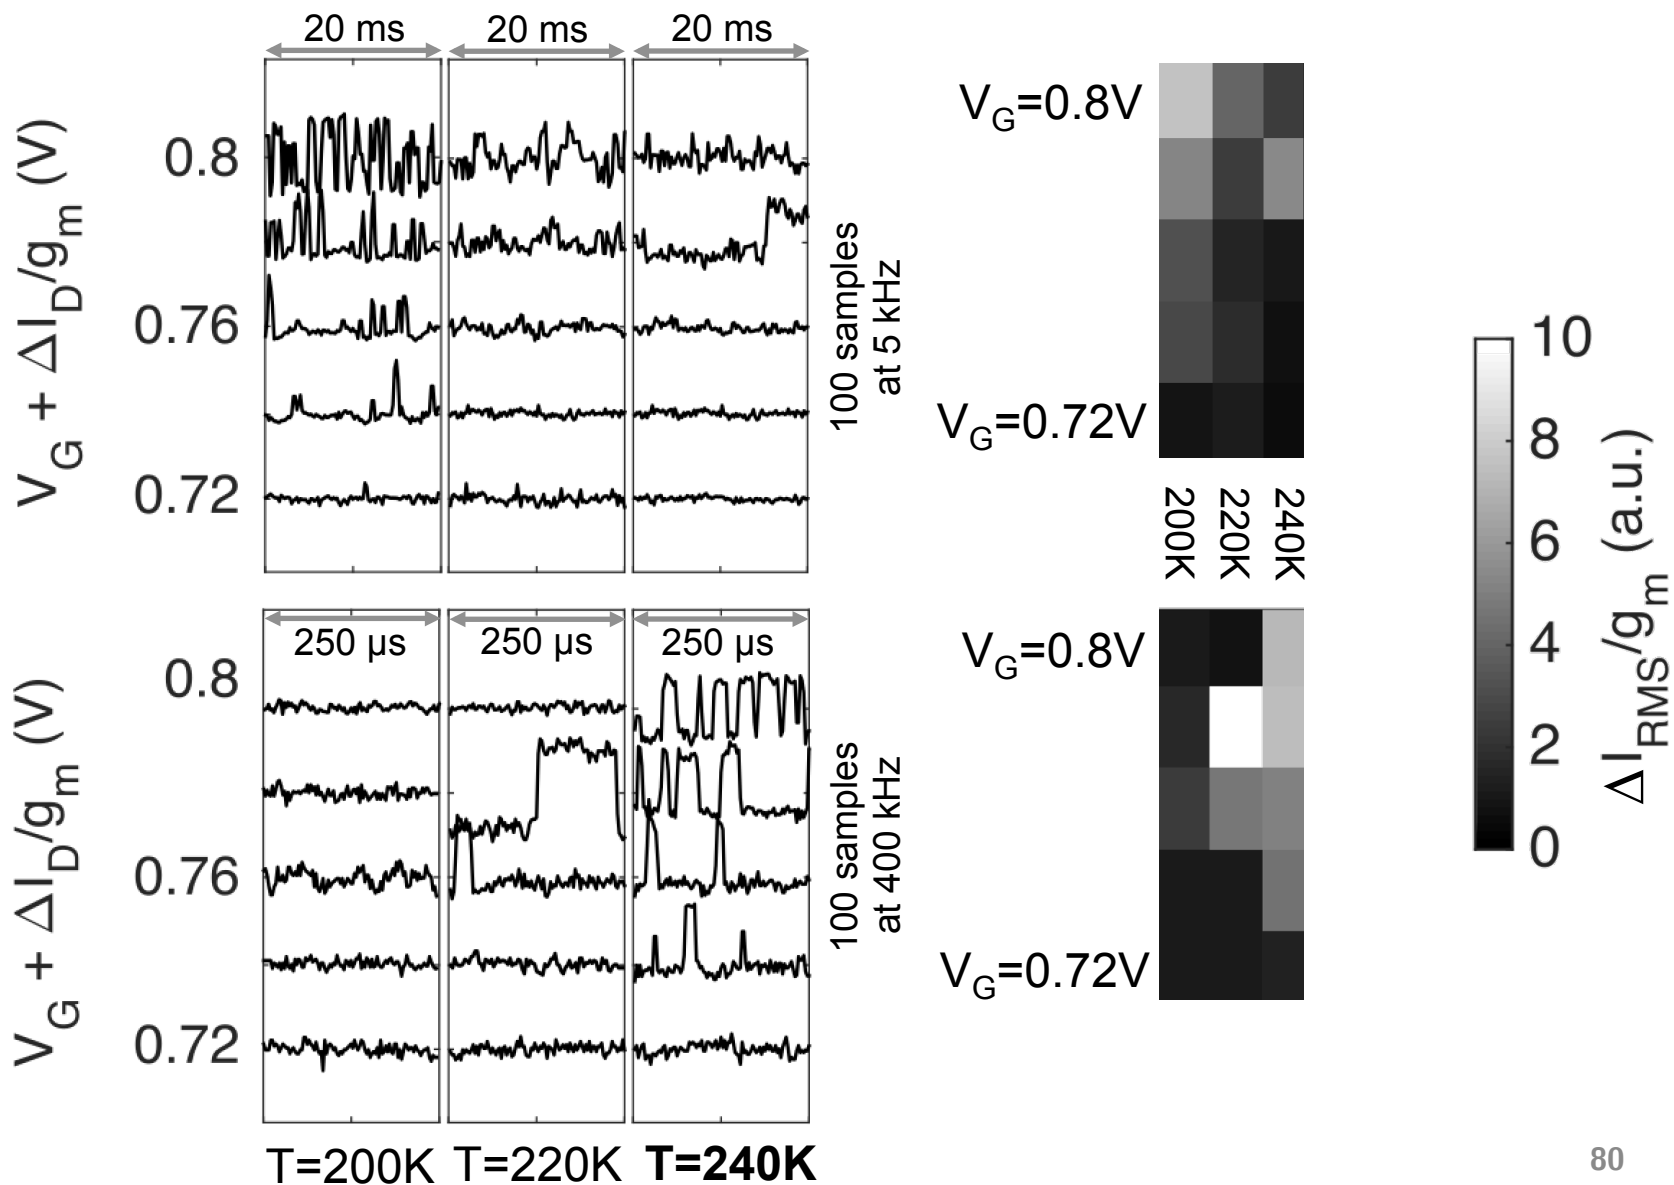 20 ms
20 ms
20 ms
V_G + ΔI_D/g_m (V)
0.8
0.76
0.72
100 samples
at 5 kHz
V_G=0.8V
V_G=0.72V
200K
220K
240K
250 µs
250 µs
250 µs
V_G + ΔI_D/g_m (V)
0.8
0.76
0.72
100 samples
at 400 kHz
V_G=0.8V
V_G=0.72V
10
8
6
4
2
0
Δ I_RMS/g_m (a.u.)
T=200K
T=220K
T=240K
80